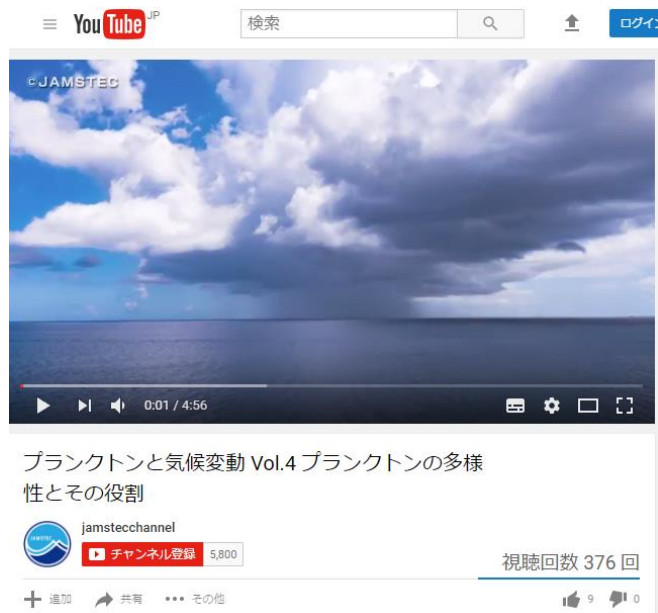 YouTube JP
検索
ログイン
©JAMSTEC
0:01 / 4:56
プランクトンと気候変動 Vol.4 プランクトンの多様
性とその役割
JAMSTEC
jamstecchannel
チャンネル登録 5,800
視聴回数 376 回
追加 共有 その他
9 0